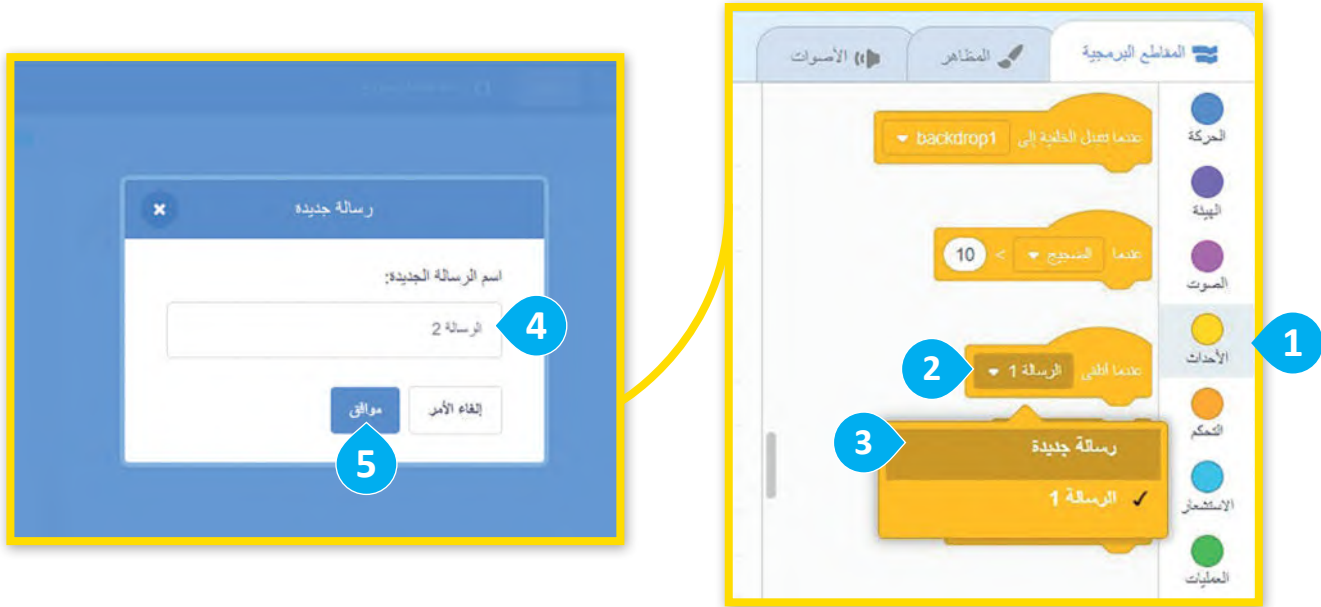 المقاطع البرمجية
المظاهر
الأصوات
الحركة
الهيئة
الصوت
الأحداث
التحكم
الاستشعار
العمليات
عندما تتبدل الخلفية إلى backdrop1
عندما الضجيج > 10
عندما أتلقى الرسالة 1
رسالة جديدة
✓ الرسالة 1
1
2
3
رسالة جديدة
اسم الرسالة الجديدة:
الرسالة 2
4
إلغاء الأمر
موافق
5